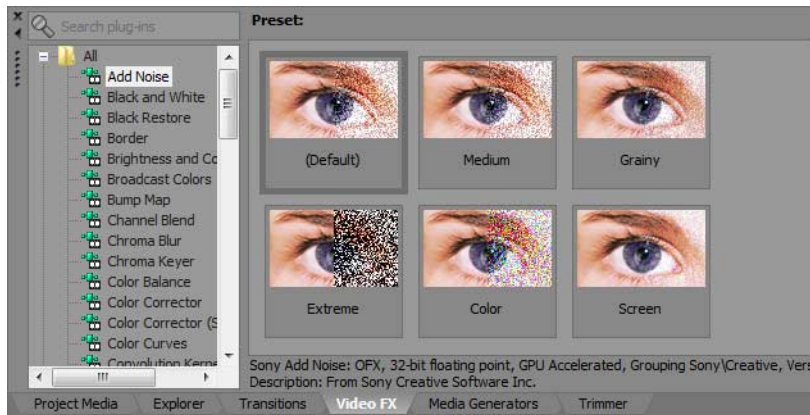 Search plug-ins
Preset:
All
Add Noise
Black and White
Black Restore
Border
Brightness and Co
Broadcast Colors
Bump Map
Channel Blend
Chroma Blur
Chroma Keyer
Color Balance
Color Corrector
Color Corrector (S
Color Curves
Convolution Kerne
(Default) Medium Grainy
Extreme Color Screen
Sony Add Noise: OFX, 32-bit floating point, GPU Accelerated, Grouping Sony\Creative, Vers
Description: From Sony Creative Software Inc.
Project Media Explorer Transitions Video FX Media Generators Trimmer